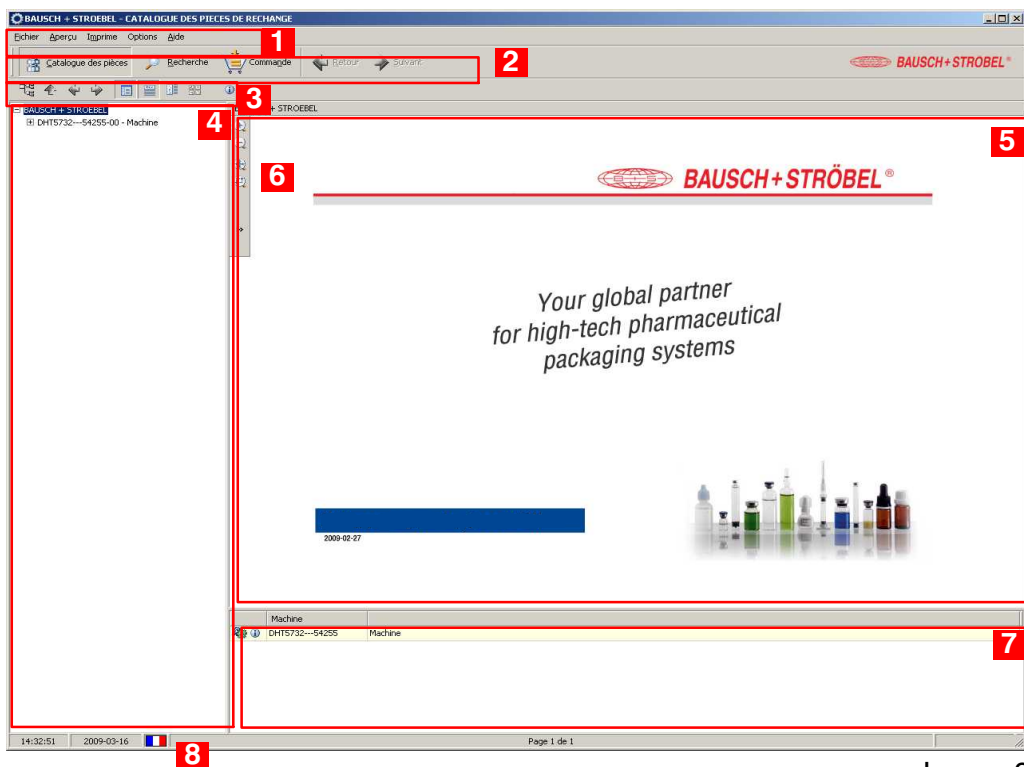 BAUSCH + STROEBEL - CATALOGUE DES PIECES DE RECHANGE
Fichier Aperçu Imprime Options Aide
1
Catalogue des pièces Recherche Commande Retour Suivant
2
BAUSCH+STROBEL®
3
BAUSCH + STROEBEL
+ STROEBEL
DHT5732---54255-00 - Machine
4
5
6
BAUSCH+STRÖBEL®
Your global partner
for high-tech pharmaceutical
packaging systems
2009-02-27
Machine
DHT5732---54255 Machine
7
14:32:51 2009-03-16 Page 1 de 1
8